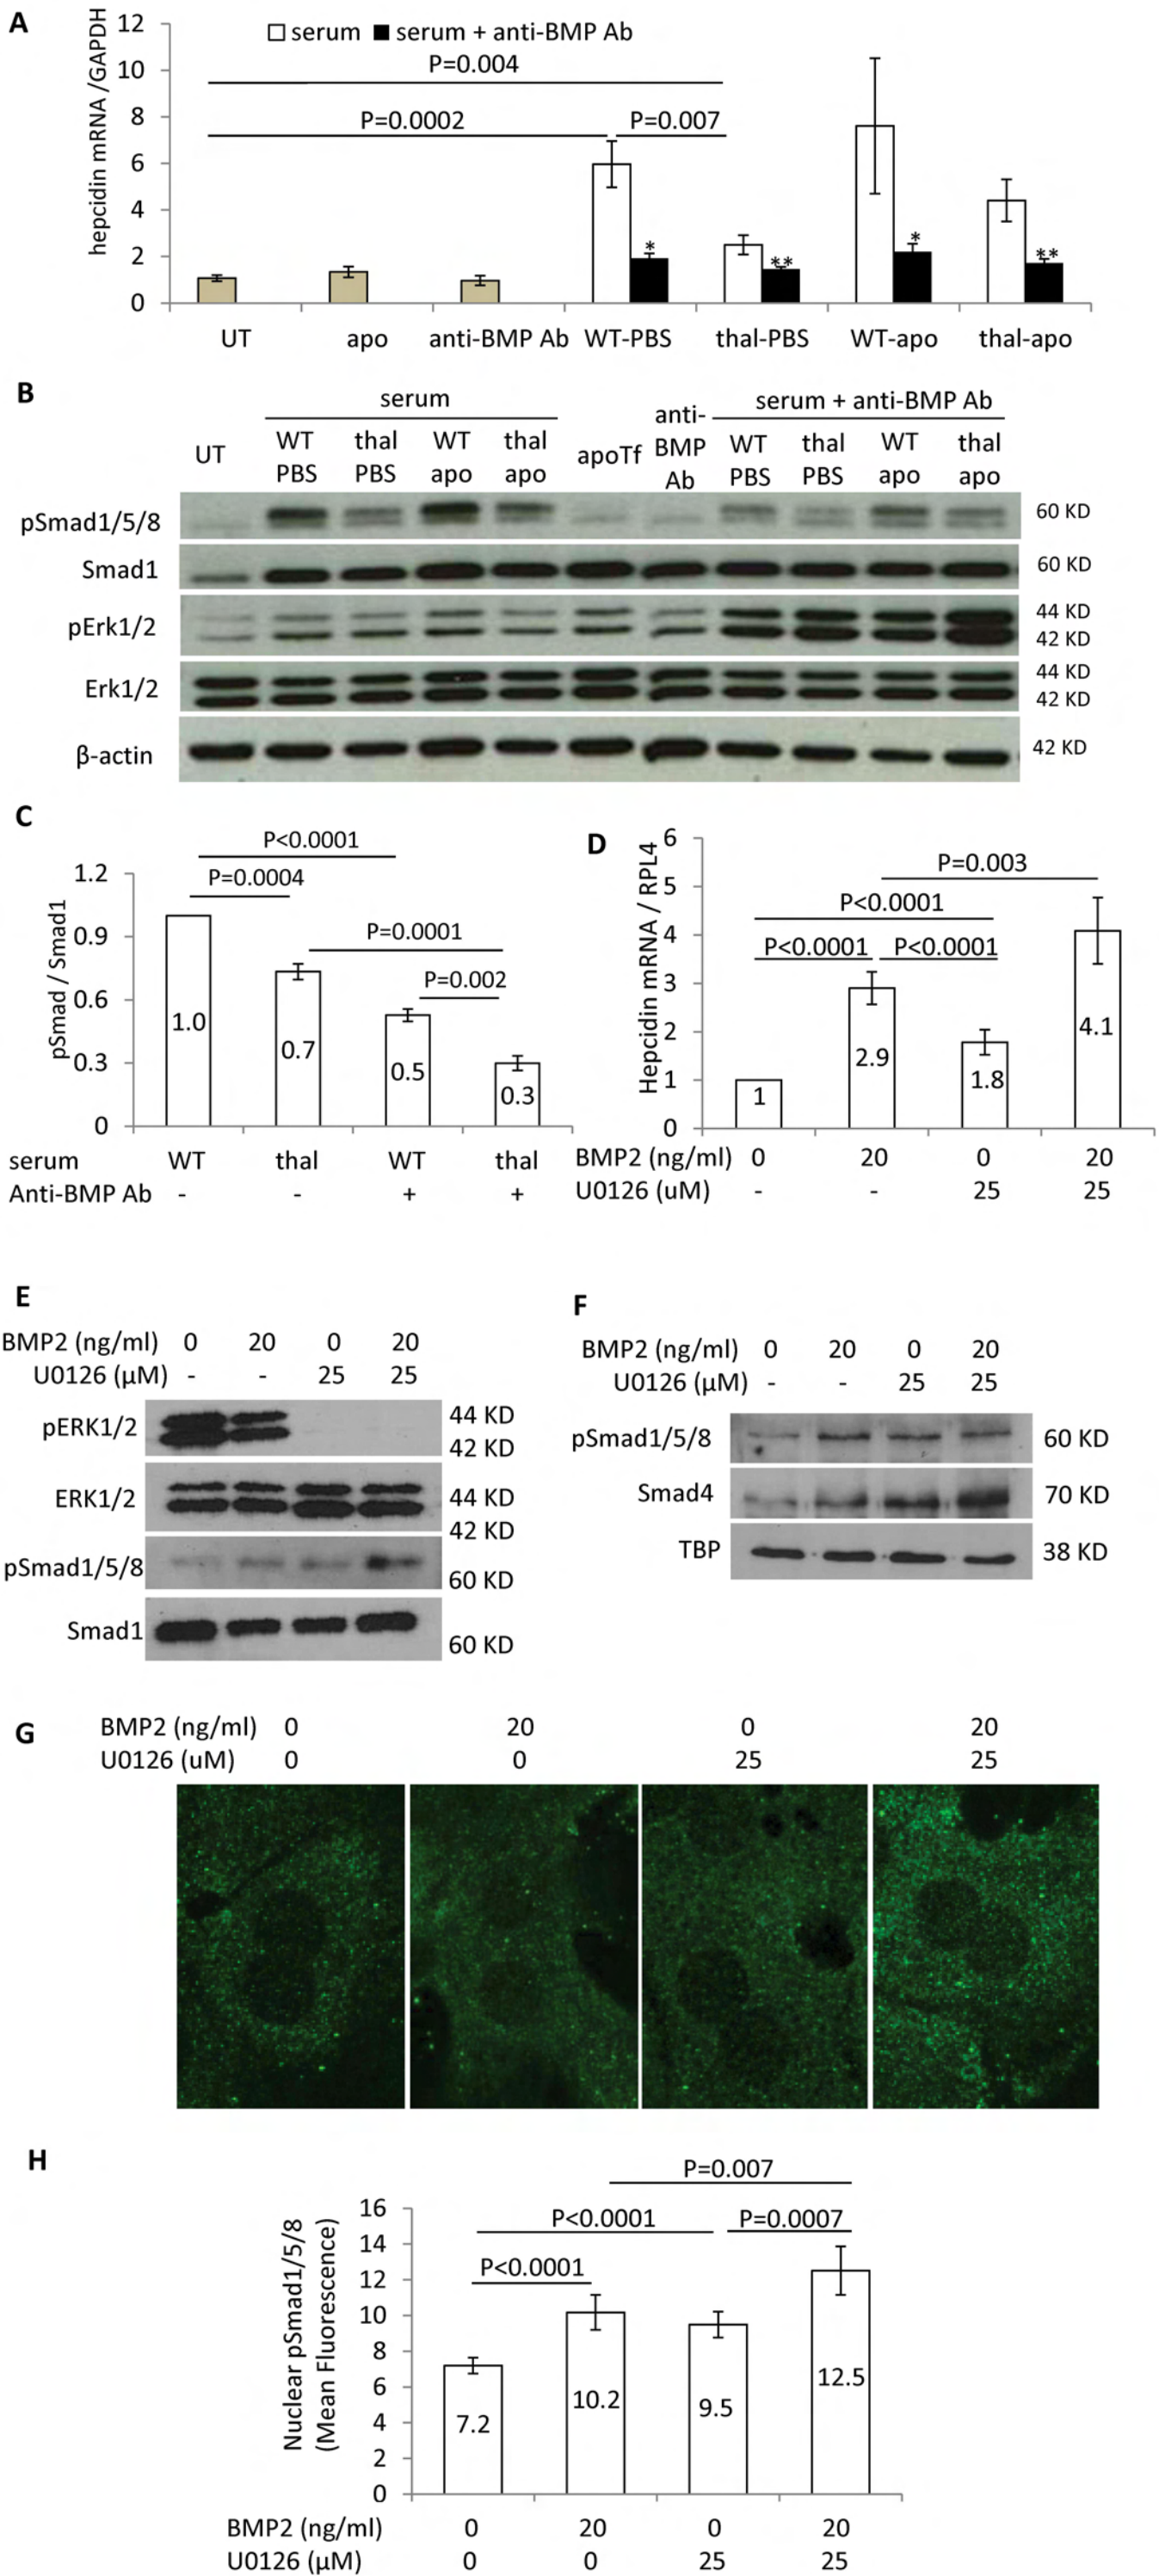 A
hepcidin mRNA /GAPDH
12
10
8
6
4
2
0
serum serum + anti-BMP Ab
P=0.004
P=0.0002 P=0.007
* ** * **
UT apo anti-BMP Ab WT-PBS thal-PBS WT-apo thal-apo
B
serum serum + anti-BMP Ab
UT WT PBS thal PBS WT apo thal apo apoTf anti-BMP Ab WT PBS thal PBS WT apo thal apo
pSmad1/5/8 60 KD
Smad1 60 KD
pErk1/2 44 KD
42 KD
Erk1/2 44 KD
42 KD
β-actin 42 KD
C
pSmad / Smad1
1.2
0.9
0.6
0.3
0
P<0.0001
P=0.0004
P=0.0001
P=0.002
1.0 0.7 0.5 0.3
serum WT thal WT thal
Anti-BMP Ab - - + +
D
Hepcidin mRNA / RPL4
6
5
4
3
2
1
0
P=0.003
P<0.0001
P<0.0001 P<0.0001
1 2.9 1.8 4.1
BMP2 (ng/ml) 0 20 0 20
U0126 (uM) - - 25 25
E
BMP2 (ng/ml) 0 20 0 20
U0126 (µM) - - 25 25
pERK1/2 44 KD
42 KD
ERK1/2 44 KD
42 KD
pSmad1/5/8 60 KD
Smad1 60 KD
F
BMP2 (ng/ml) 0 20 0 20
U0126 (µM) - - 25 25
pSmad1/5/8 60 KD
Smad4 70 KD
TBP 38 KD
G
BMP2 (ng/ml) 0 20 0 20
U0126 (uM) 0 0 25 25
H
Nuclear pSmad1/5/8
(Mean Fluorescence)
16
14
12
10
8
6
4
2
0
P=0.007
P<0.0001 P=0.0007
P<0.0001
7.2 10.2 9.5 12.5
BMP2 (ng/ml) 0 20 0 20
U0126 (µM) 0 0 25 25